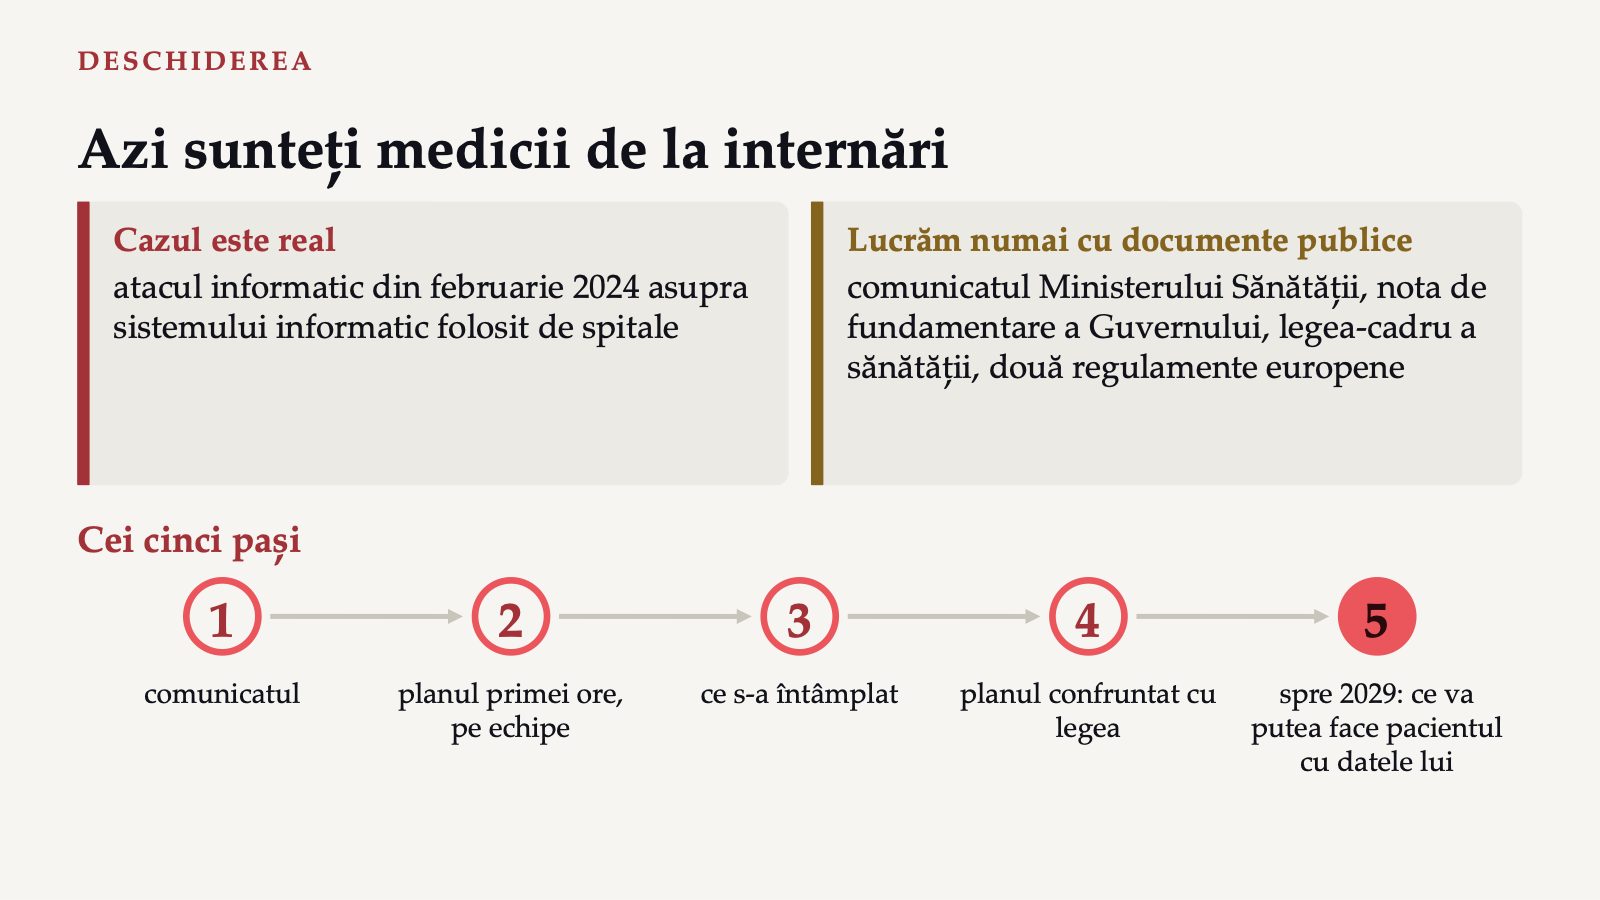 DESCHIDEREA
Azi sunteți medicii de la internări
Cazul este real
atacul informatic din februarie 2024 asupra
sistemului informatic folosit de spitale
Lucrăm numai cu documente publice
comunicatul Ministerului Sănătății, nota de
fundamentare a Guvernului, legea-cadru a
sănătății, două regulamente europene
Cei cinci pași
1
comunicatul
2
planul primei ore,
pe echipe
3
ce s-a întâmplat
4
planul confruntat cu
legea
5
spre 2029: ce va
putea face pacientul
cu datele lui